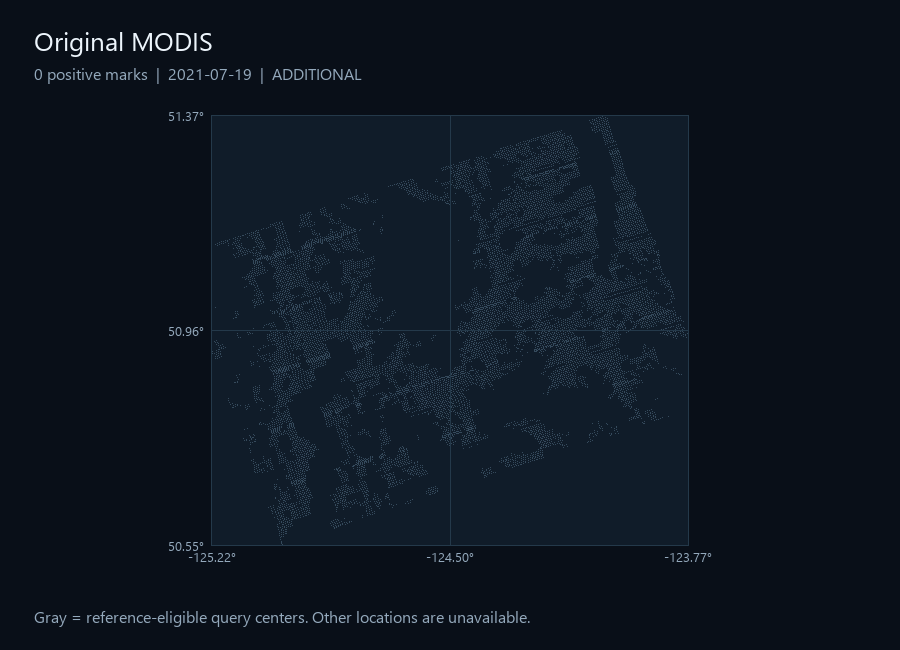 Original MODIS
0 positive marks | 2021-07-19 | ADDITIONAL
51.37°
50.96°
50.55°
-125.22°
-124.50°
-123.77°
Gray = reference-eligible query centers. Other locations are unavailable.